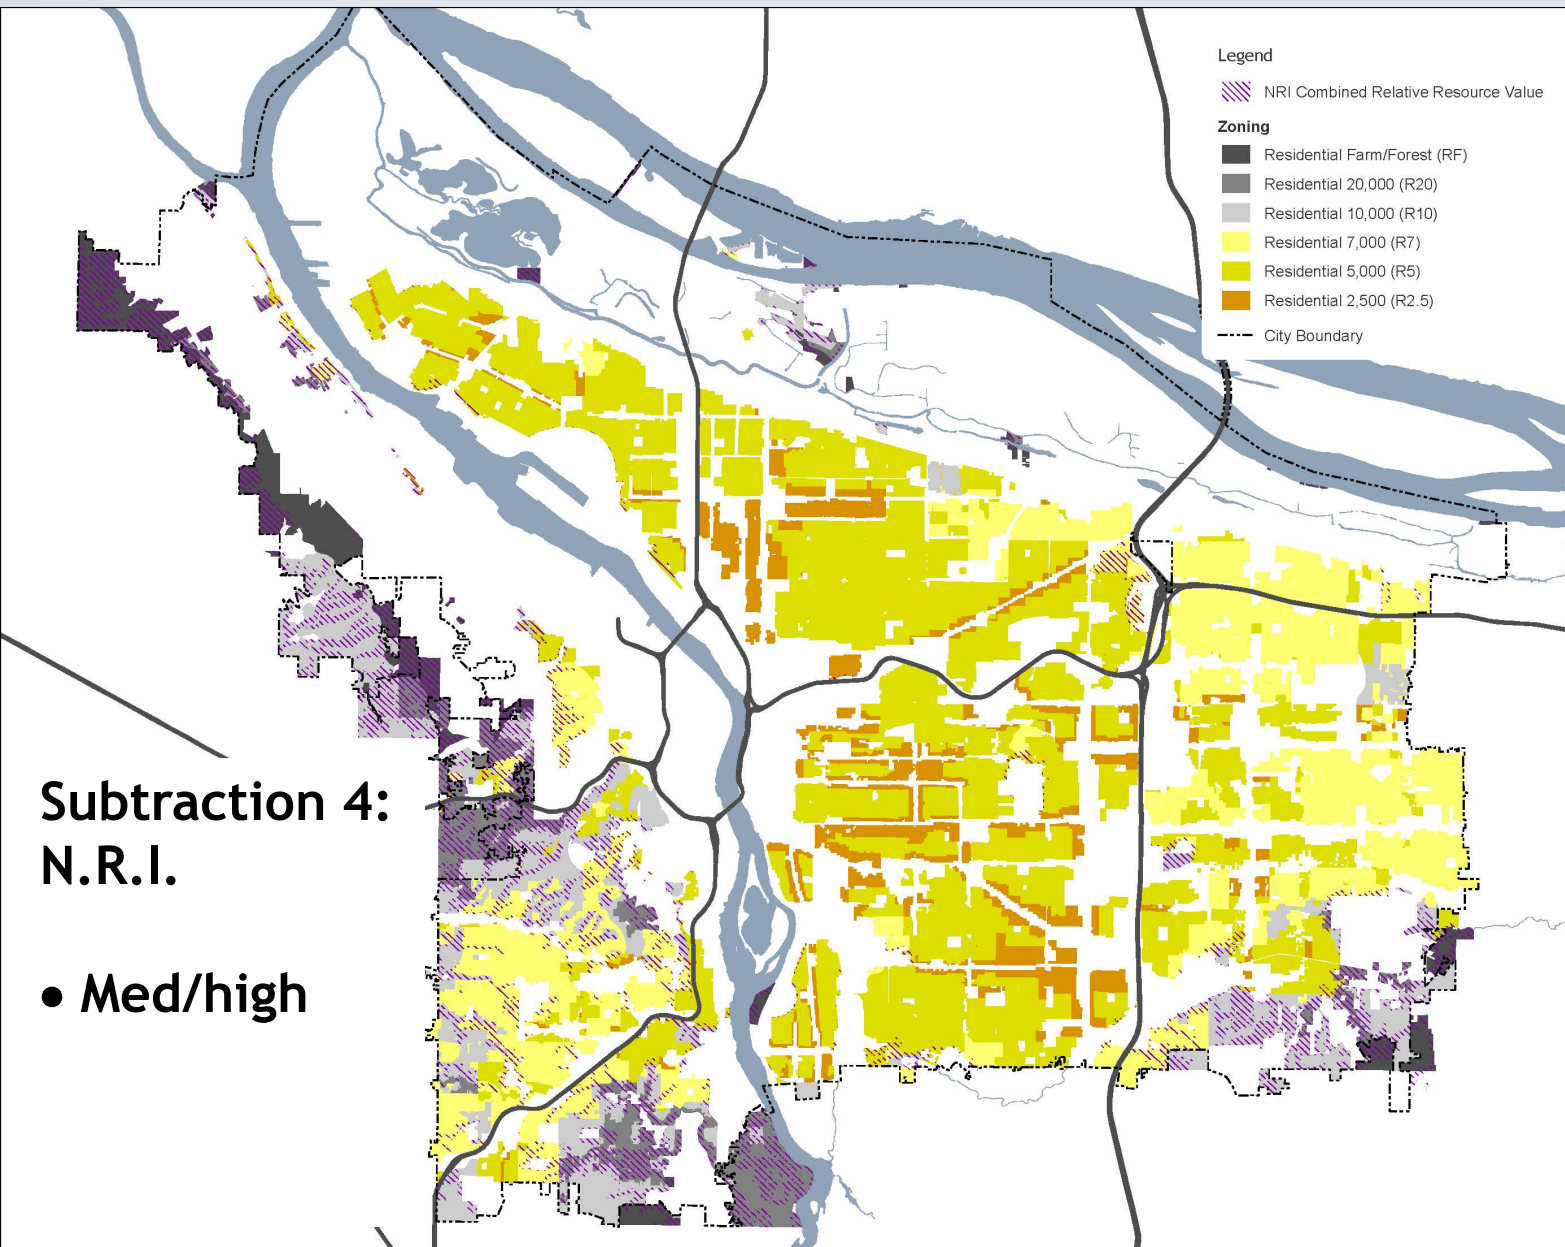 Legend
NRI Combined Relative Resource Value
Zoning
Residential Farm/Forest (RF)
Residential 20,000 (R20)
Residential 10,000 (R10)
Residential 7,000 (R7)
Residential 5,000 (R5)
Residential 2,500 (R2.5)
City Boundary
Subtraction 4:
N.R.I.
• Med/high